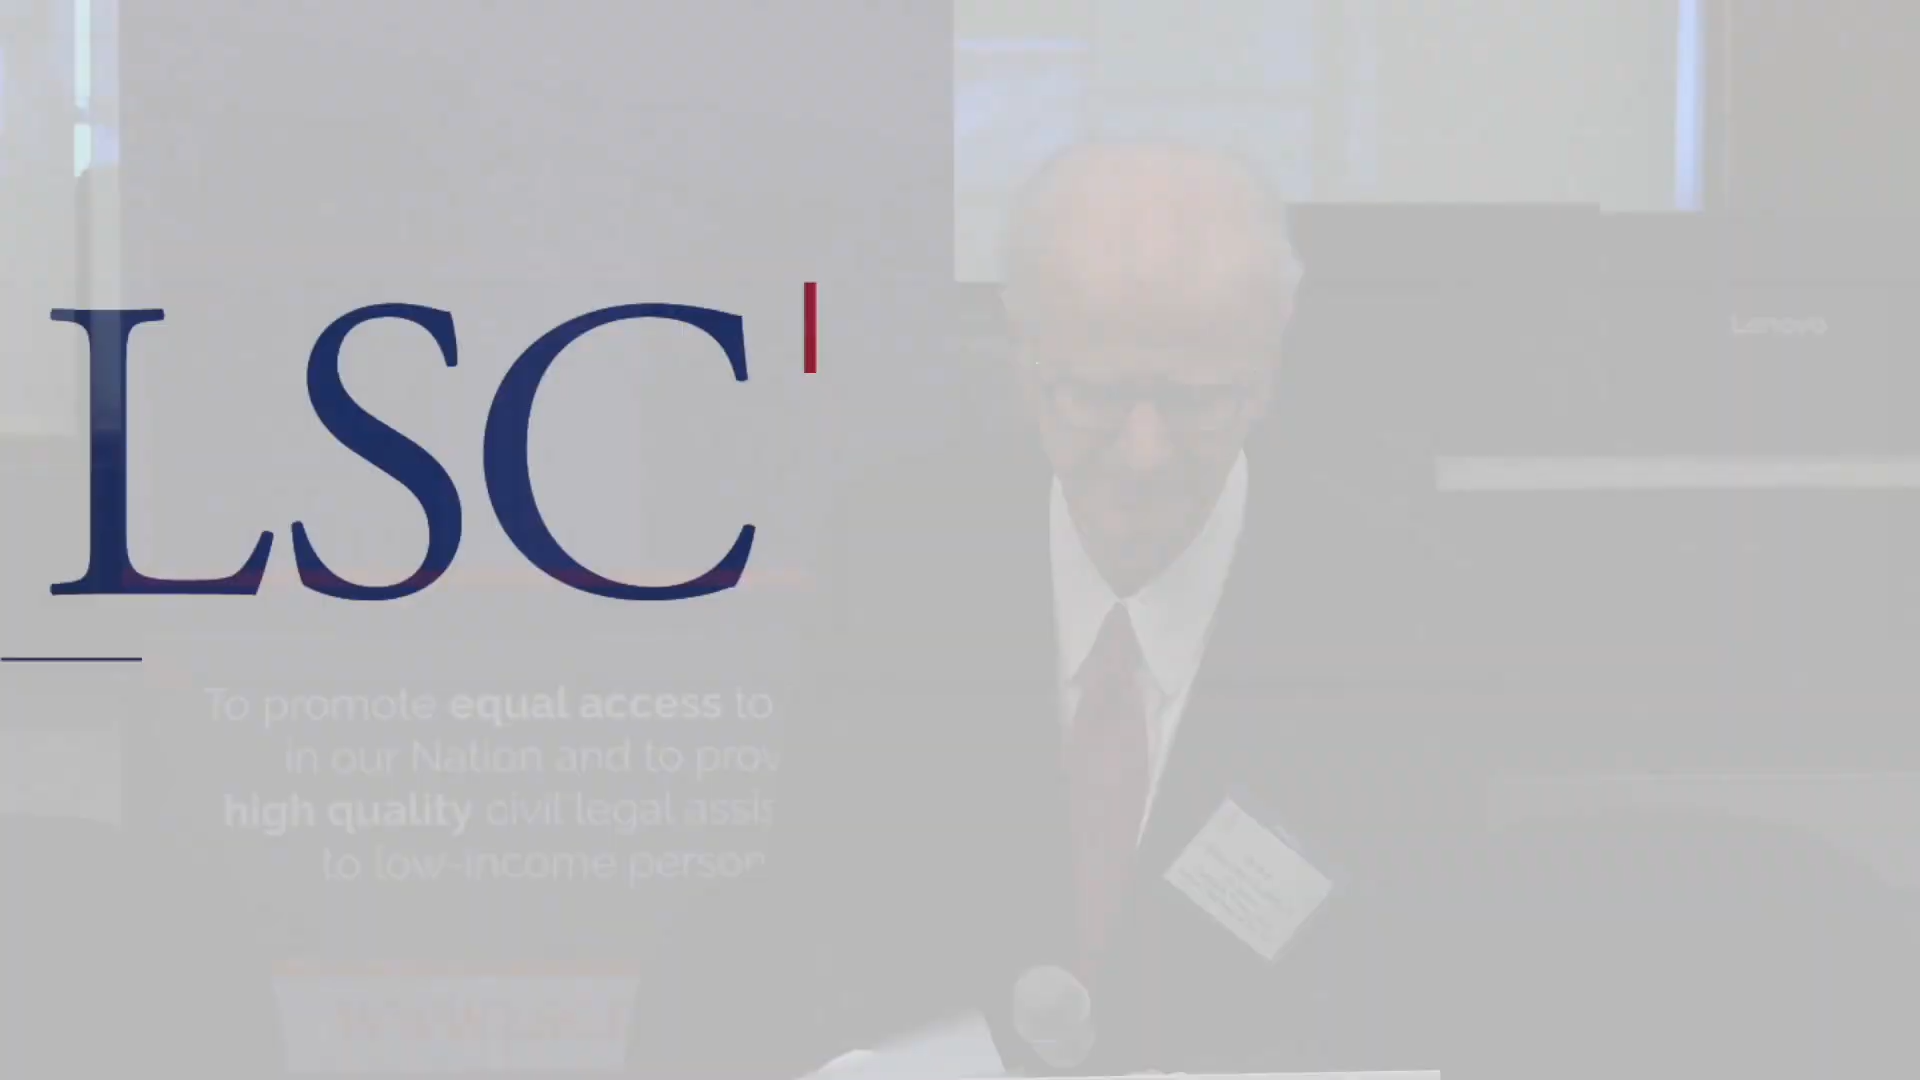 LSC
Lenovo
To promote equal access to
in our Nation and to prov
high quality civil legal assis
to low-income person